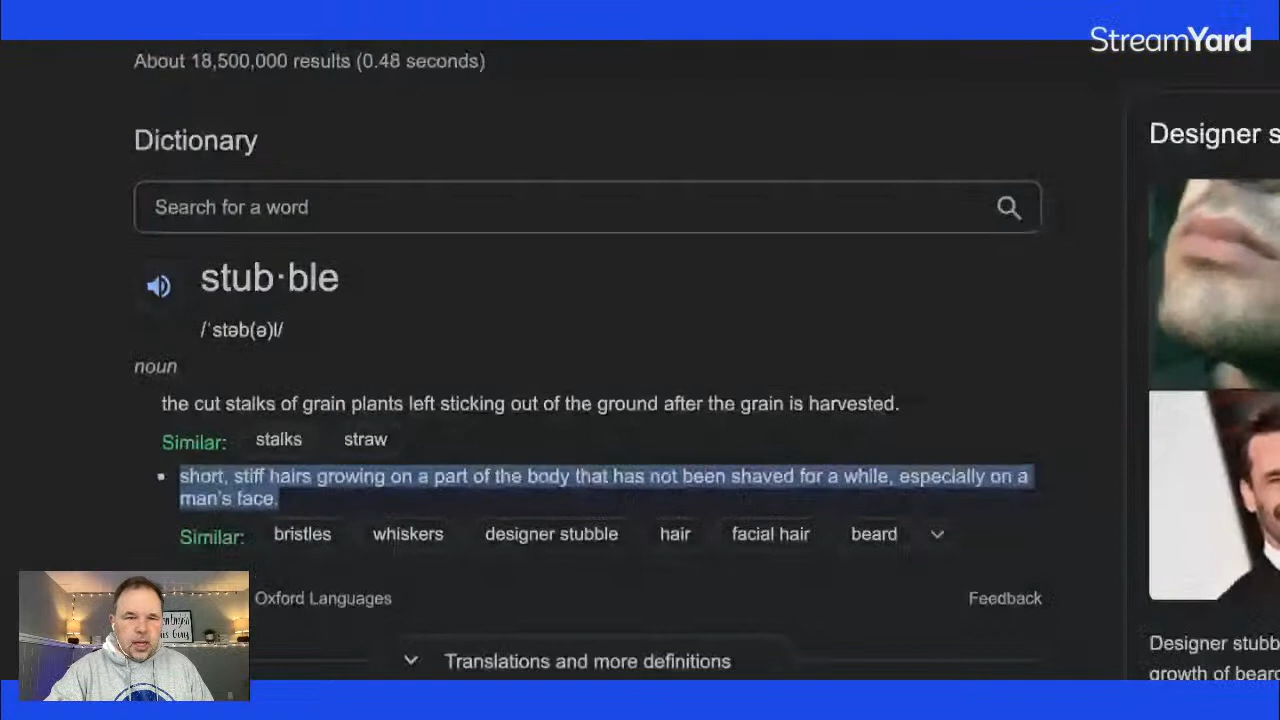 StreamYard
About 18,500,000 results (0.48 seconds)
Dictionary
Designer s
Search for a word
stub·ble
/ˈstəb(ə)l/
noun
the cut stalks of grain plants left sticking out of the ground after the grain is harvested.
Similar: stalks straw
short, stiff hairs growing on a part of the body that has not been shaved for a while, especially on a
man's face.
Similar: bristles whiskers designer stubble hair facial hair beard
Oxford Languages
Feedback
Guy
Translations and more definitions
Designer stubb
growth of beard